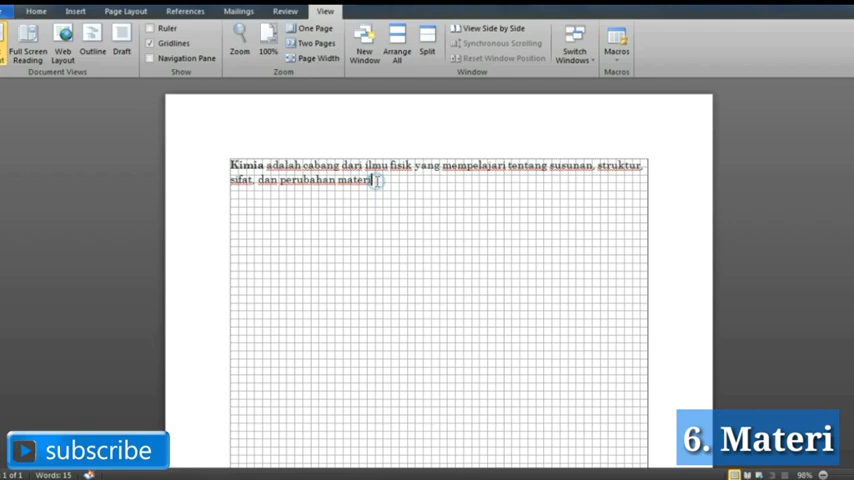 Home Insert Page Layout References Mailings Review View
Ruler One Page View Side by Side
Gridlines Two Pages Synchronous Scrolling
Full Screen Reading Web Layout Outline Draft Navigation Pane Zoom 100% Page Width New Window Arrange All Split Reset Window Position Switch Windows Macros
Document Views Show Zoom Window Macros
Kimia adalah cabang dari ilmu fisik yang mempelajari tentang susunan, struktur,
sifat, dan perubahan materi
6. Materi
subscribe
1 of 1 Words: 15 98%